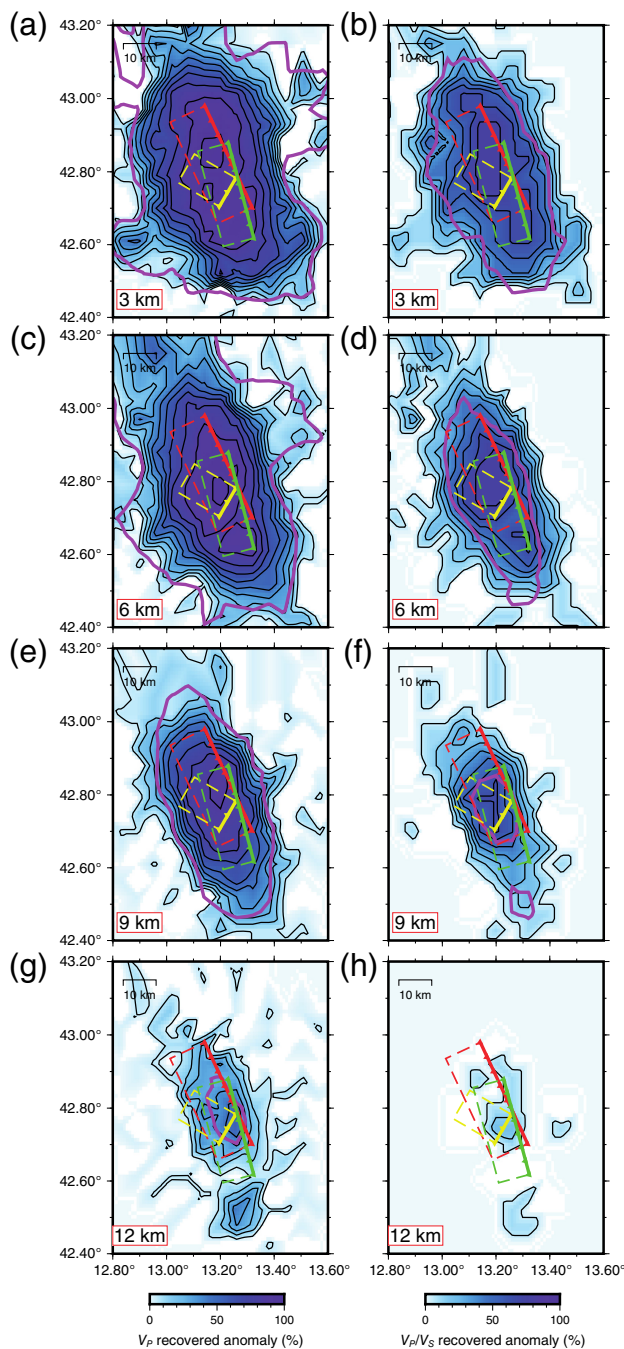 (a) (b)
43.20°
10 km 10 km
43.00°
42.80°
42.60°
3 km 3 km
42.40°
(c) (d)
43.20°
10 km 10 km
43.00°
42.80°
42.60°
6 km 6 km
42.40°
(e) (f)
43.20°
10 km 10 km
43.00°
42.80°
42.60°
9 km 9 km
42.40°
(g) (h)
43.20°
10 km 10 km
43.00°
42.80°
42.60°
12 km 12 km
42.40°
12.80° 13.00° 13.20° 13.40° 13.60° 12.80° 13.00° 13.20° 13.40° 13.60°
0 50 100 0 50 100
VP recovered anomaly (%) VP/VS recovered anomaly (%)